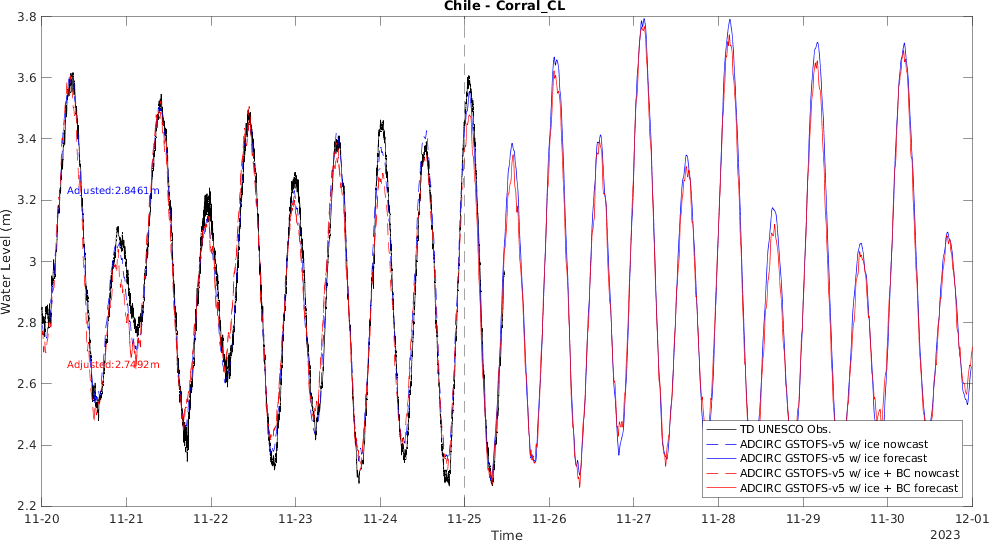 Chile - Corral_CL
3.8
3.6
3.4
3.2
3
2.8
2.6
2.4
2.2
Water Level (m)
Adjusted:2.8461m
Adjusted:2.7492m
TD UNESCO Obs.
ADCIRC GSTOFS-v5 w/ ice nowcast
ADCIRC GSTOFS-v5 w/ ice forecast
ADCIRC GSTOFS-v5 w/ ice + BC nowcast
ADCIRC GSTOFS-v5 w/ ice + BC forecast
11-20 11-21 11-22 11-23 11-24 11-25 11-26 11-27 11-28 11-29 11-30 12-01
Time
2023